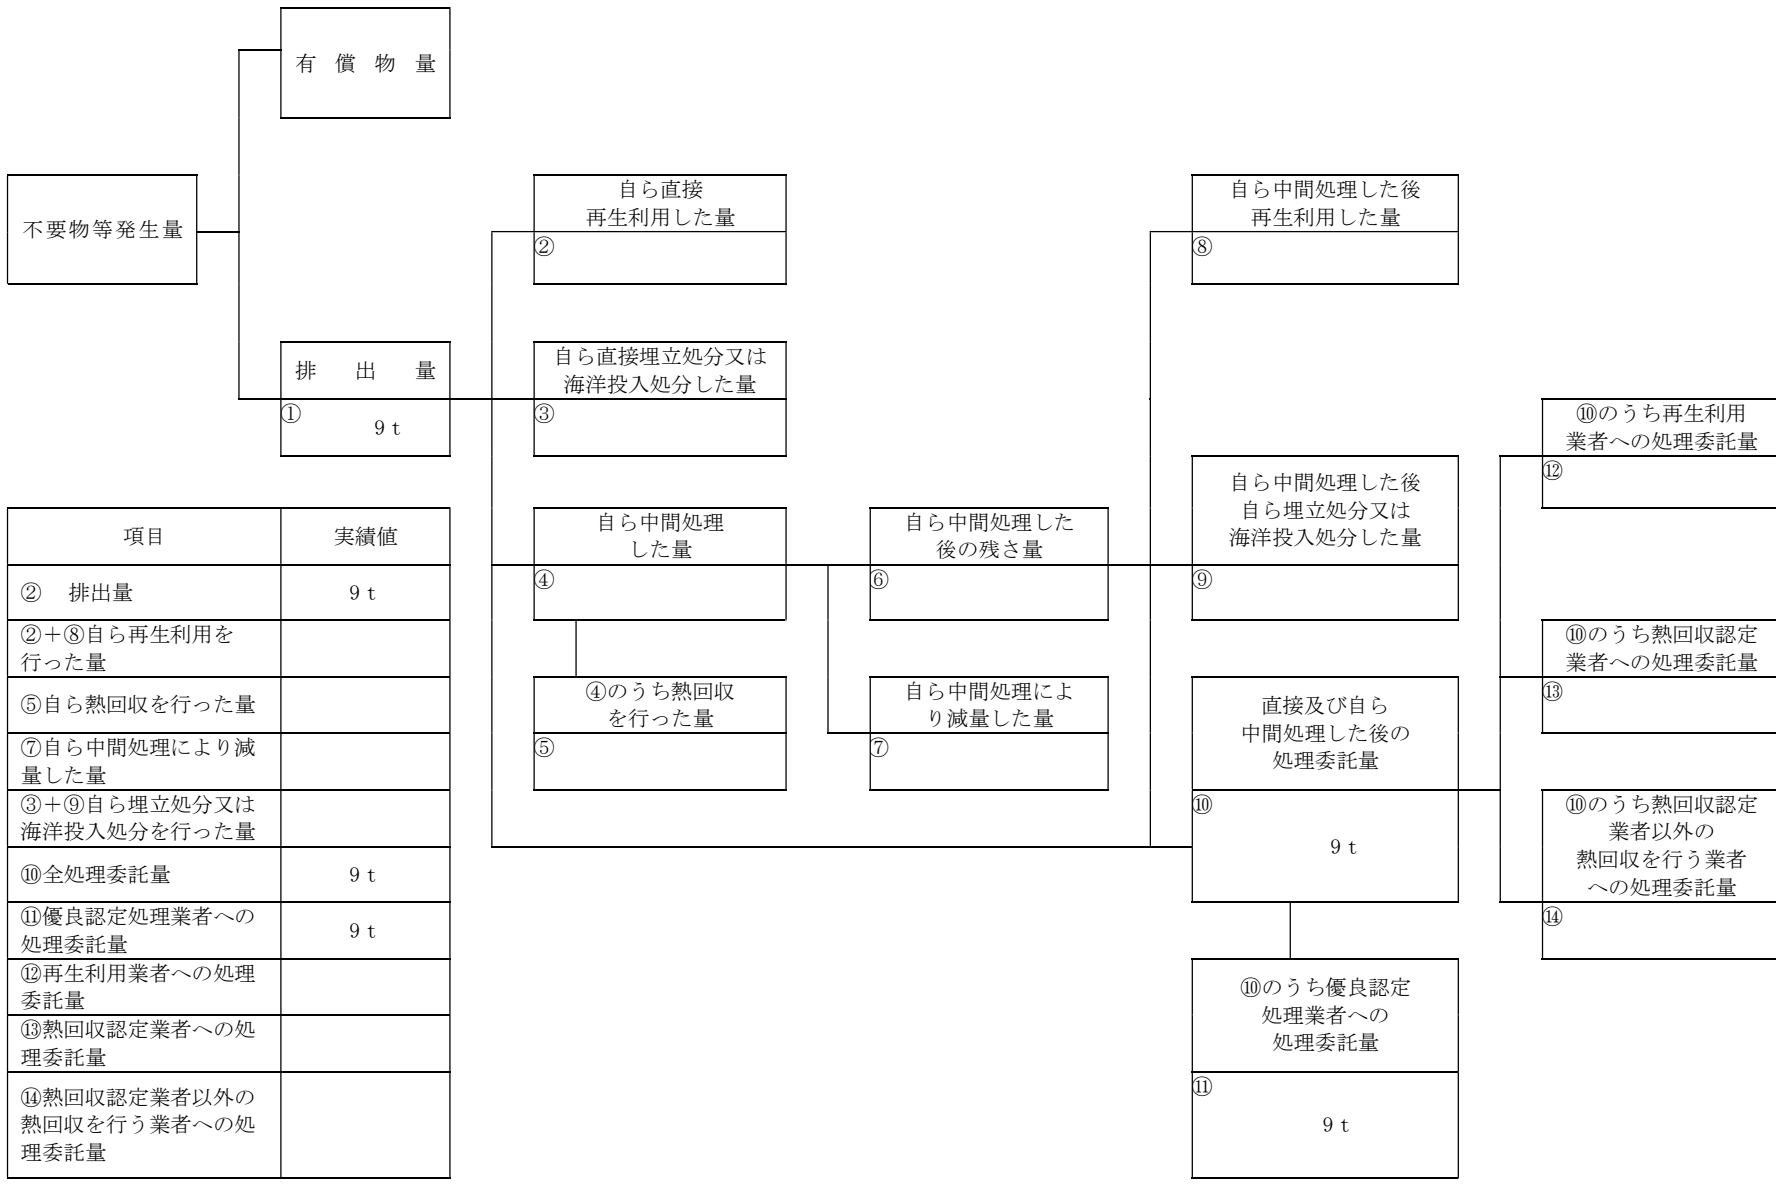 有　償　物　量
不要物等発生量
自ら直接
再生利用した量
②
自ら中間処理した後
再生利用した量
⑧
排　出　量
①
9 t
自ら直接埋立処分又は
海洋投入処分した量
③
⑩のうち再生利用
業者への処理委託量
⑫
自ら中間処理した後
自ら埋立処分又は
海洋投入処分した量
⑨
自ら中間処理
した量
④
自ら中間処理した
後の残さ量
⑥
⑩のうち熱回収認定
業者への処理委託量
⑬
④のうち熱回収
を行った量
⑤
自ら中間処理によ
り減量した量
⑦
直接及び自ら
中間処理した後の
処理委託量
⑩
9 t
⑩のうち熱回収認定
業者以外の
熱回収を行う業者
への処理委託量
⑭
⑩のうち優良認定
処理業者への
処理委託量
⑪
9 t
項目　実績値
②　排出量　9 t
②＋⑧自ら再生利用を
行った量
⑤自ら熱回収を行った量
⑦自ら中間処理により減
量した量
③＋⑨自ら埋立処分又は
海洋投入処分を行った量
⑩全処理委託量　9 t
⑪優良認定処理業者への
処理委託量　9 t
⑫再生利用業者への処理
委託量
⑬熱回収認定業者への処
理委託量
⑭熱回収認定業者以外の
熱回収を行う業者への処
理委託量